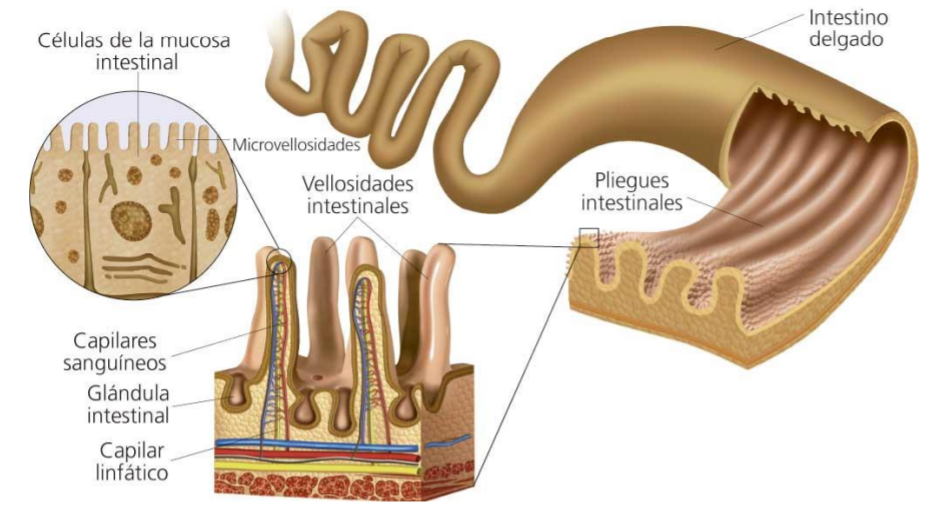 Células de la mucosa
intestinal
Microvellosidades
Vellosidades
intestinales
Intestino
delgado
Pliegues
intestinales
Capilares
sanguíneos
Glándula
intestinal
Capilar
linfático